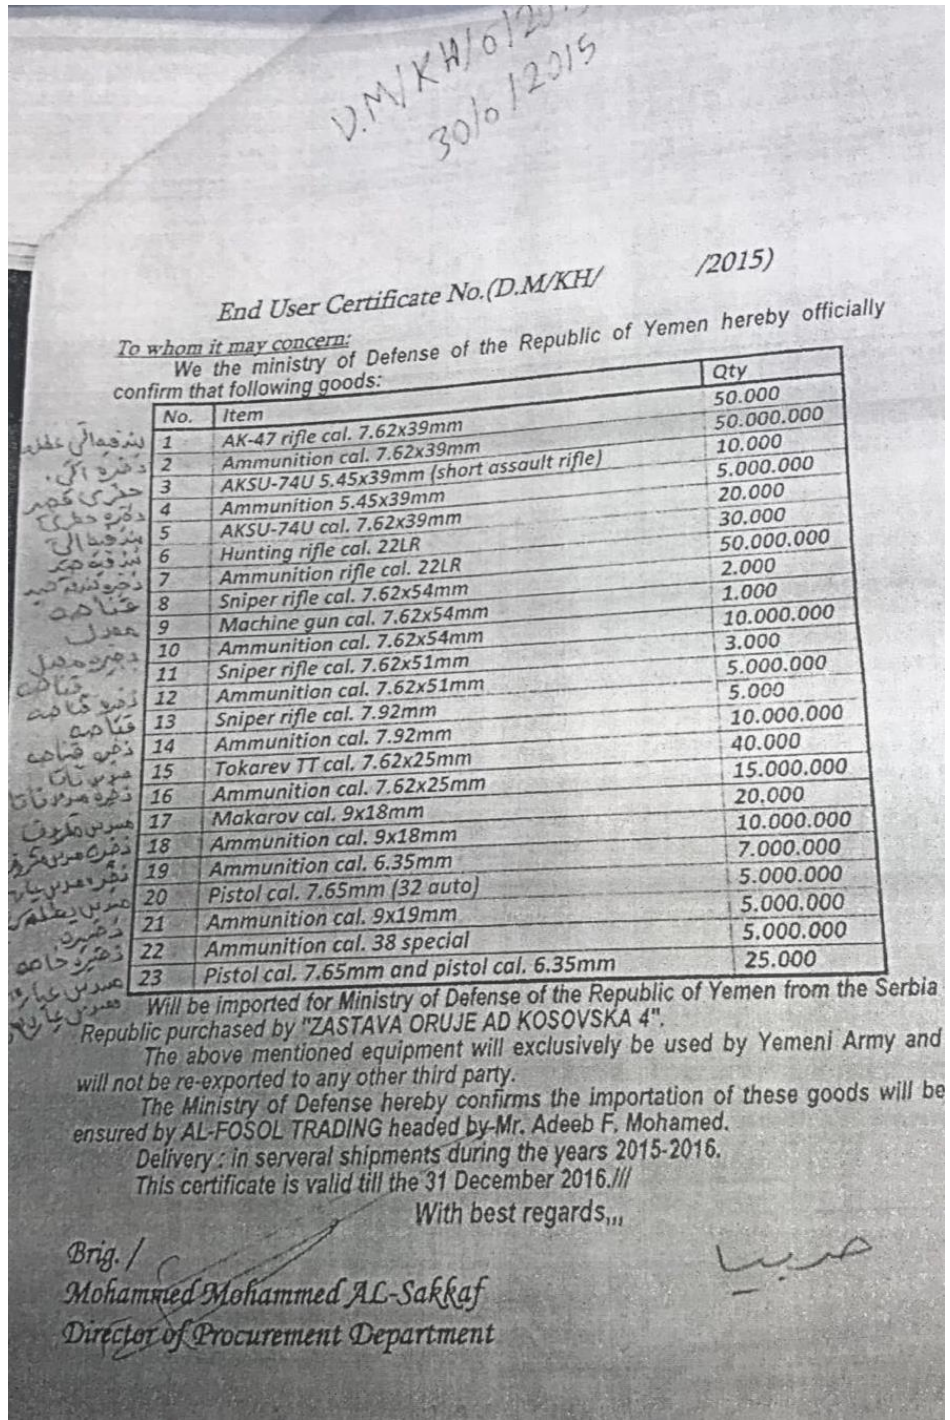 D.M/KH/6/2015
30/6/2015
End User Certificate No.(D.M/KH/ /2015)
To whom it may concern:
We the ministry of Defense of the Republic of Yemen hereby officially
confirm that following goods:
No. Item Qty
1 AK-47 rifle cal. 7.62x39mm 50.000
2 Ammunition cal. 7.62x39mm 50.000.000
3 AKSU-74U 5.45x39mm (short assault rifle) 10.000
4 Ammunition 5.45x39mm 5.000.000
5 AKSU-74U cal. 7.62x39mm 20.000
6 Hunting rifle cal. 22LR 30.000
7 Ammunition rifle cal. 22LR 50.000.000
8 Sniper rifle cal. 7.62x54mm 2.000
9 Machine gun cal. 7.62x54mm 1.000
10 Ammunition cal. 7.62x54mm 10.000.000
11 Sniper rifle cal. 7.62x51mm 3.000
12 Ammunition cal. 7.62x51mm 5.000.000
13 Sniper rifle cal. 7.92mm 5.000
14 Ammunition cal. 7.92mm 10.000.000
15 Tokarev TT cal. 7.62x25mm 40.000
16 Ammunition cal. 7.62x25mm 15.000.000
17 Makarov cal. 9x18mm 20.000
18 Ammunition cal. 9x18mm 10.000.000
19 Ammunition cal. 6.35mm 7.000.000
20 Pistol cal. 7.65mm (32 auto) 5.000.000
21 Ammunition cal. 9x19mm 5.000.000
22 Ammunition cal. 38 special 5.000.000
23 Pistol cal. 7.65mm and pistol cal. 6.35mm 25.000
Will be imported for Ministry of Defense of the Republic of Yemen from the Serbia
Republic purchased by "ZASTAVA ORUJE AD KOSOVSKA 4".
The above mentioned equipment will exclusively be used by Yemeni Army and
will not be re-exported to any other third party.
The Ministry of Defense hereby confirms the importation of these goods will be
ensured by AL-FOSOL TRADING headed by Mr. Adeeb F. Mohamed.
Delivery : in serveral shipments during the years 2015-2016.
This certificate is valid till the 31 December 2016.///
With best regards,,,
صربيا
Brig. /
Mohammed Mohammed AL-Sakkaf
Director of Procurement Department